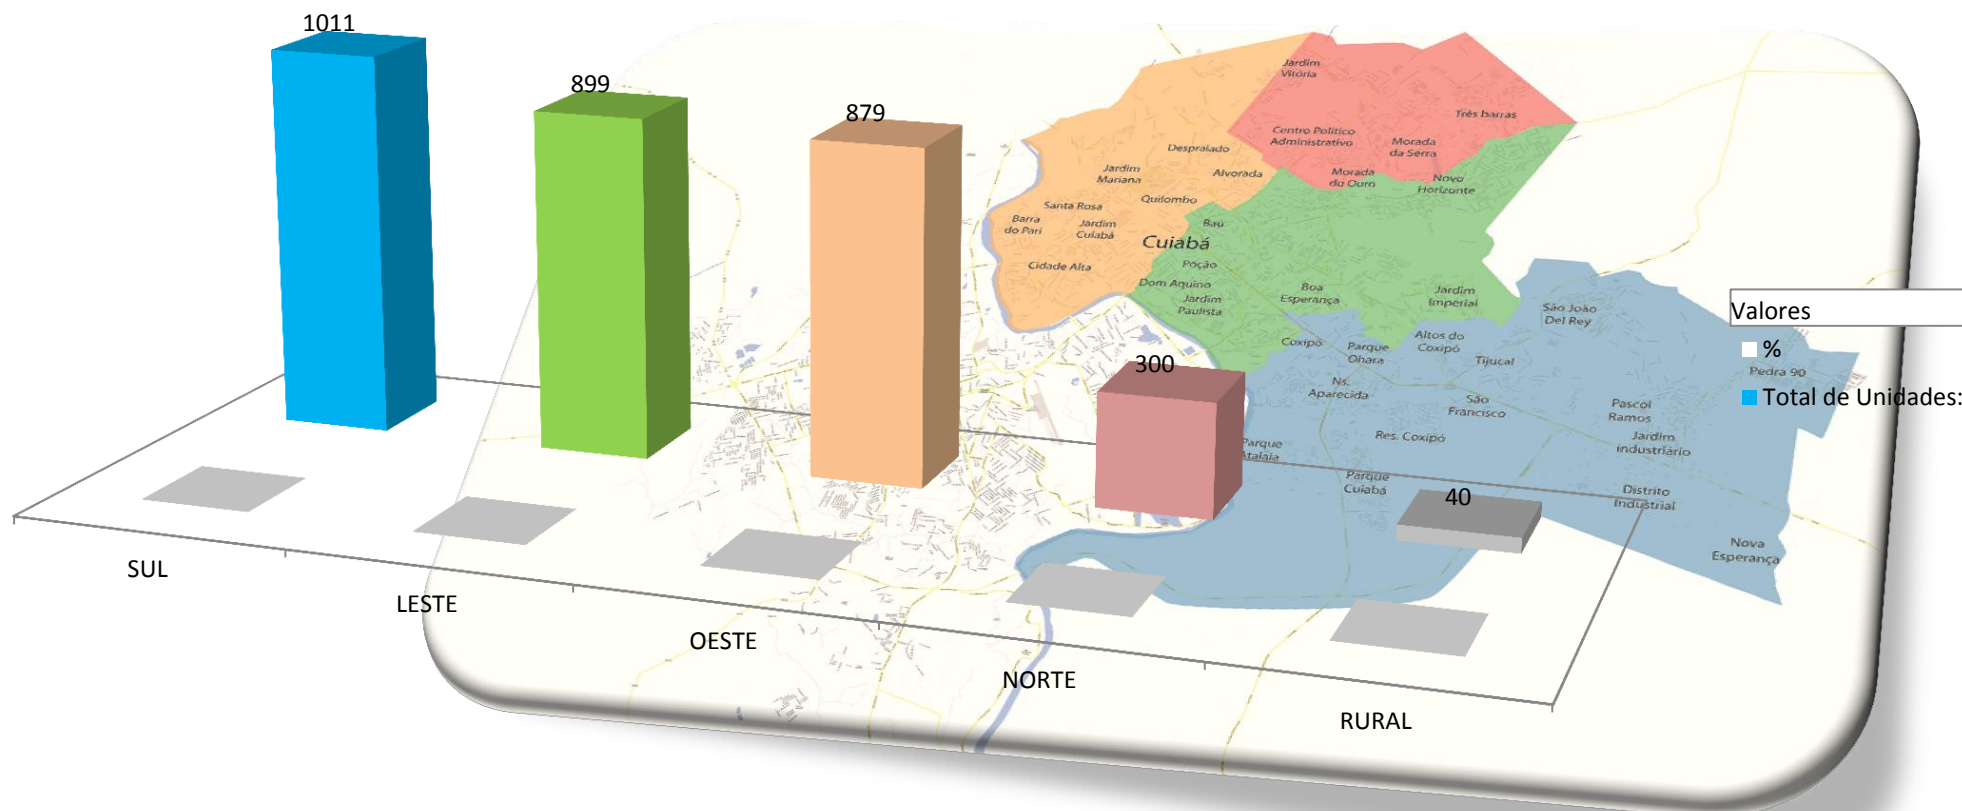 1011
899
879
300
40
SUL
LESTE
OESTE
NORTE
RURAL
Valores
%
Total de Unidades:
Jardim
Vitória
Três barras
Centro Político
Administrativo
Morada
da Serra
Despraiado
Jardim
Mariana
Alvorada
Morada
do Ouro
Novo
Horizonte
Quilombo
Santa Rosa
Barra
do Pari
Jardim
Cuiabá
Baú
Cuiabá
Cidade Alta
Poção
Dom Aquino
Jardim
Paulista
Boa
Esperança
Jardim
Imperial
São João
Del Rey
Coxipó
Parque
Ohara
Altos do
Coxipó
Tijucal
Pedra 90
Ns.
Aparecida
São
Francisco
Pascol
Ramos
Res. Coxipó
Jardim
industriário
Parque
Atalaia
Parque
Cuiabá
Distrito
Industrial
Nova
Esperança